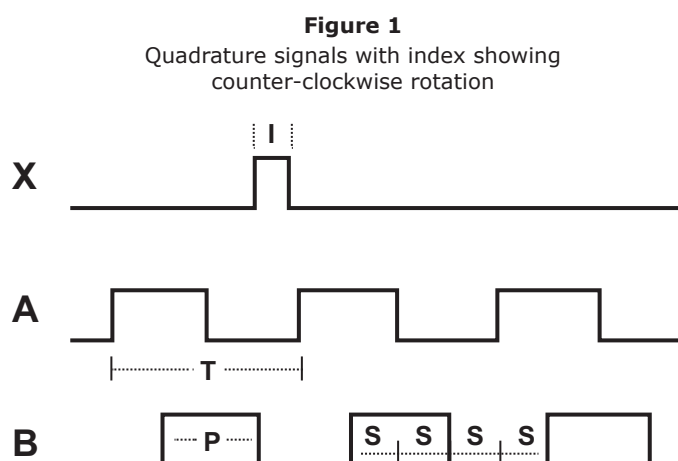 Figure 1
Quadrature signals with index showing
counter-clockwise rotation
I
X
A
T
B
P
S S S S